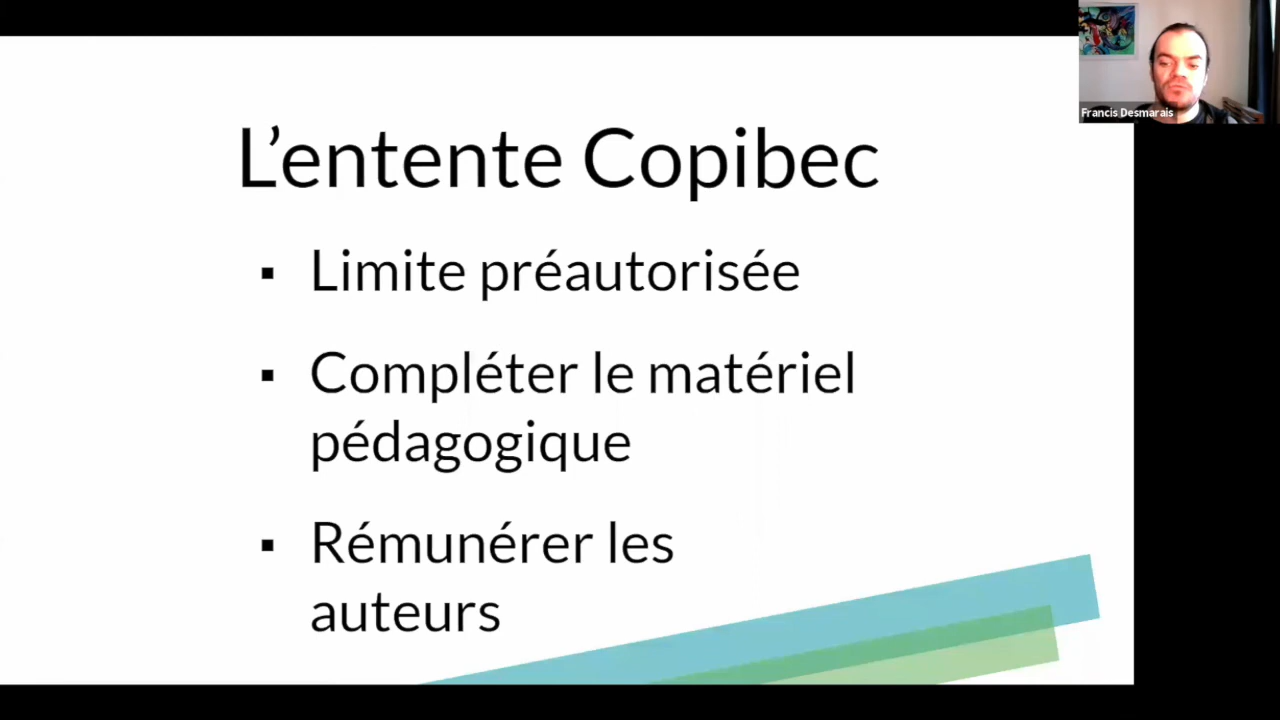 L’entente Copibec
▪ Limite préautorisée
▪ Compléter le matériel
pédagogique
▪ Rémunérer les
auteurs
Francis Desmarais